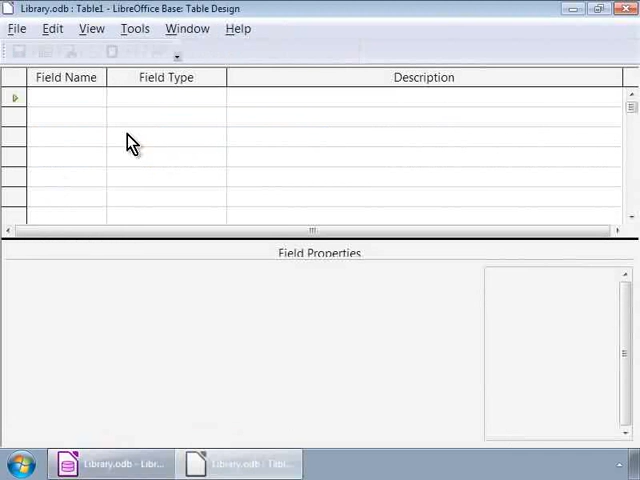 Library.odb : Table1 - LibreOffice Base: Table Design
File Edit View Tools Window Help
Field Name Field Type Description
Field Properties
Library.odb - Libr... Library.odb : Table...